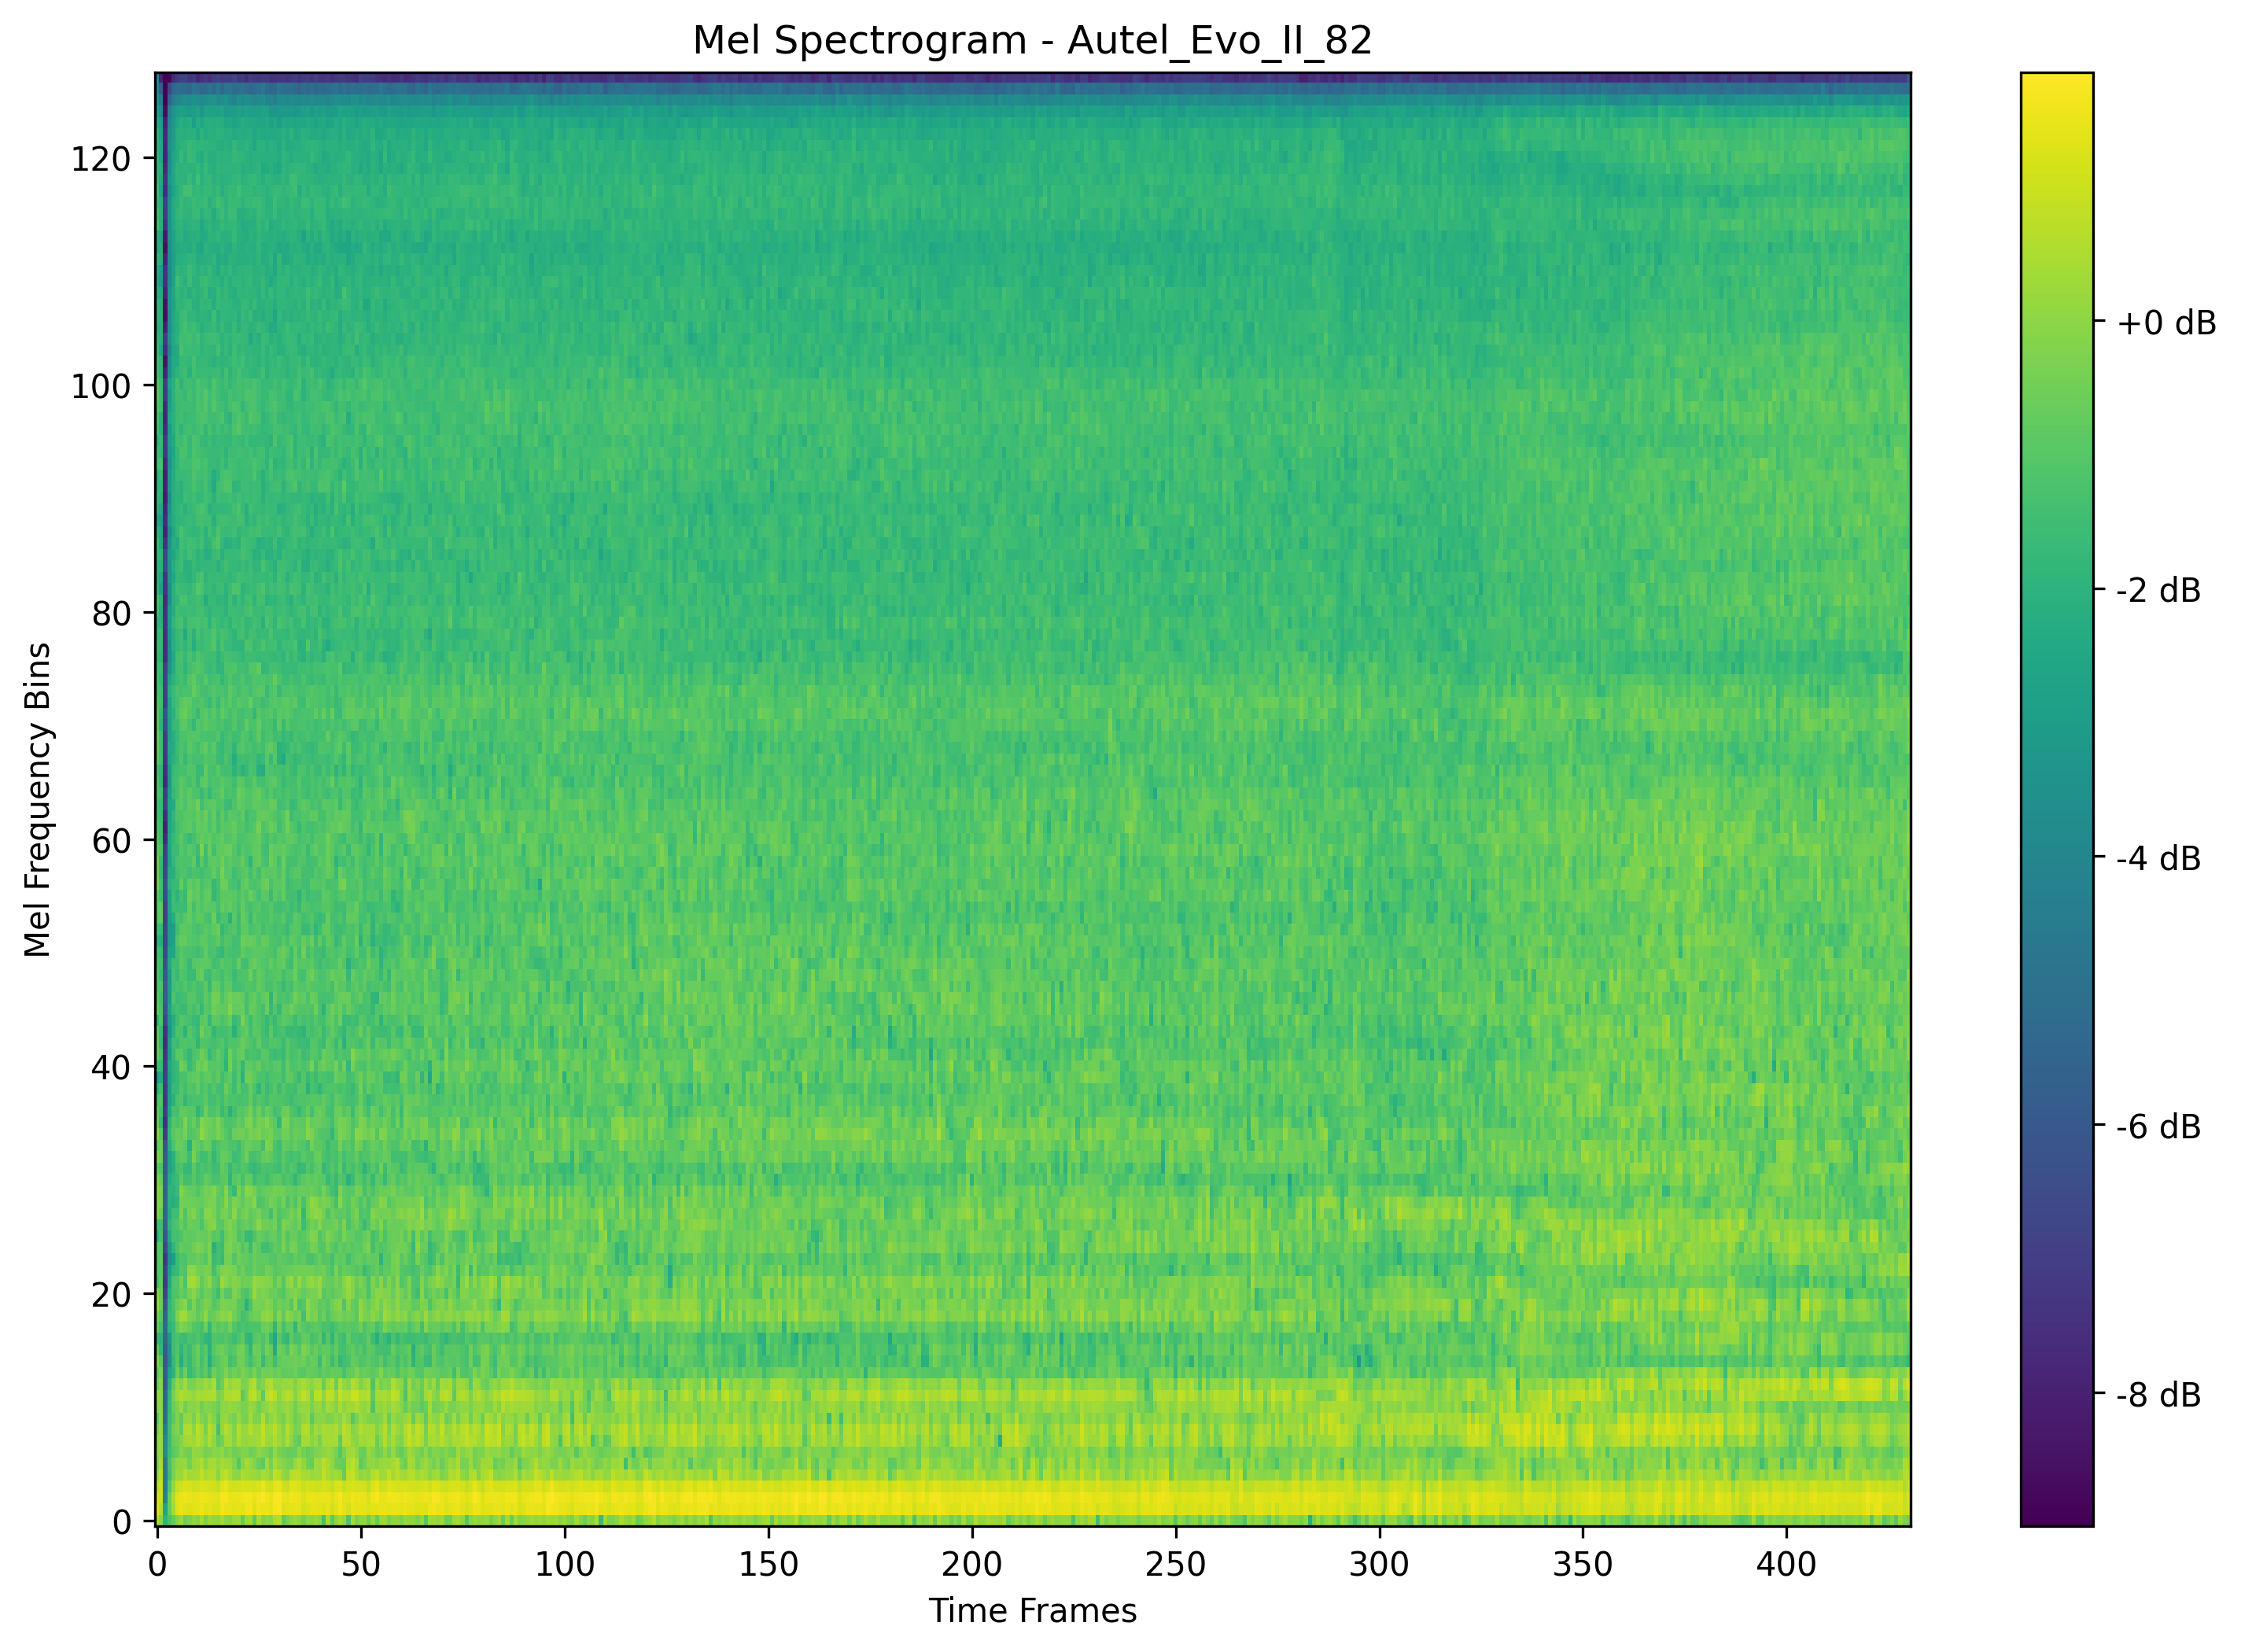 Mel Spectrogram - Autel_Evo_II_82
Mel Frequency Bins
120
100
80
60
40
20
0
0 50 100 150 200 250 300 350 400
Time Frames
+0 dB
-2 dB
-4 dB
-6 dB
-8 dB